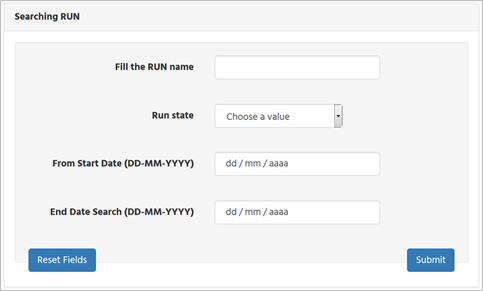 Searching RUN
Fill the RUN name
Run state Choose a value
From Start Date (DD-MM-YYYY) dd / mm / aaaa
End Date Search (DD-MM-YYYY) dd / mm / aaaa
Reset Fields Submit